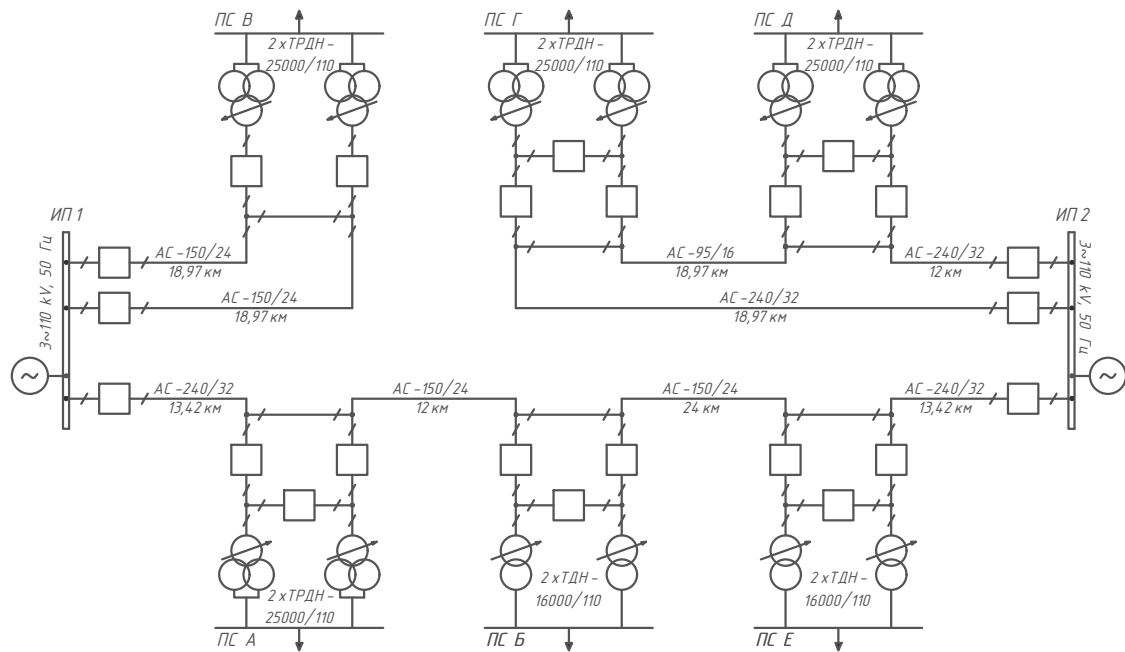 ПС В
2 хТРДН –
25000/110
ПС Г
2 хТРДН –
25000/110
ПС Д
2 хТРДН –
25000/110
ИП 1
3~110 kV, 50 Гц
АС –150/24
18,97 км
АС –150/24
18,97 км
АС –95/16
18,97 км
АС –240/32
12 км
АС –240/32
18,97 км
ИП 2
3~110 kV, 50 Гц
~
~
АС –240/32
13,42 км
АС –150/24
12 км
АС –150/24
24 км
АС –240/32
13,42 км
2 хТРДН –
25000/110
ПС А
2 хТДН –
16000/110
ПС Б
2 хТДН –
16000/110
ПС Е